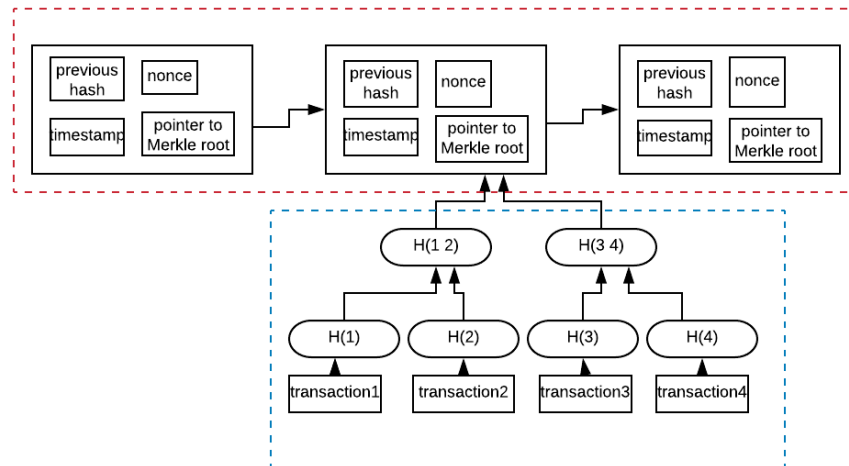 previous
hash
nonce
timestamp
pointer to
Merkle root
previous
hash
nonce
timestamp
pointer to
Merkle root
previous
hash
nonce
timestamp
pointer to
Merkle root
H(1 2)
H(3 4)
H(1)
H(2)
H(3)
H(4)
transaction1
transaction2
transaction3
transaction4